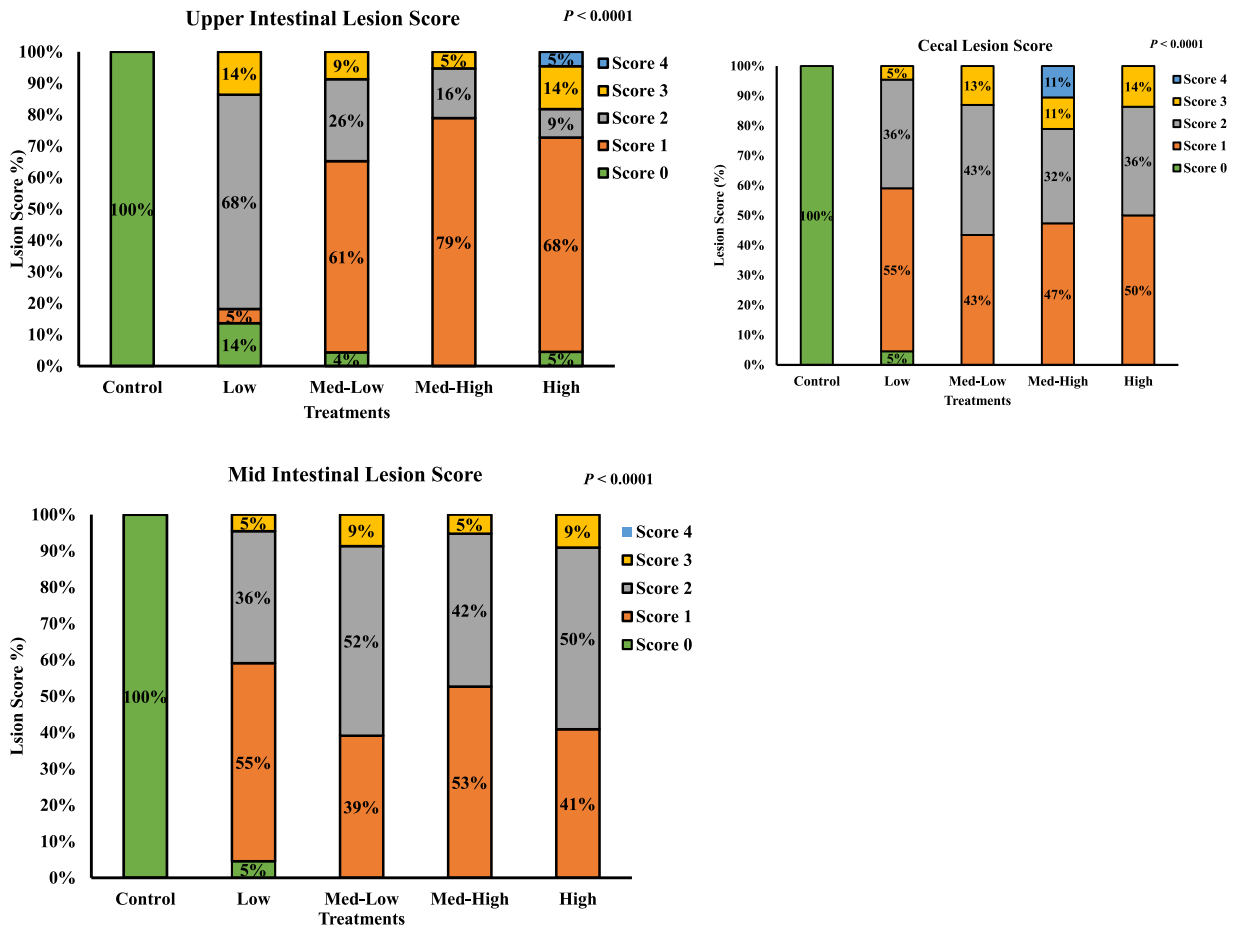 Upper Intestinal Lesion Score
P < 0.0001
100%
90%
80%
70%
60%
50%
40%
30%
20%
10%
0%
Lsion Score %)
100%
14%
68%
5%
14%
9%
26%
61%
4%
5%
16%
79%
5%
14%
9%
68%
5%
Score 4
Score 3
Score 2
Score 1
Score 0
Control Low Med-Low Med-High High
Treatments
Cecal Lesion Score
P < 0.0001
100%
90%
80%
70%
60%
50%
40%
30%
20%
10%
0%
Lesion Score (%)
100%
5%
36%
55%
5%
13%
43%
43%
11%
11%
32%
47%
14%
36%
50%
Score 4
Score 3
Score 2
Score 1
Score 0
Control Low Med-Low Med-High High
Treatments
Mid Intestinal Lesion Score
P < 0.0001
100%
90%
80%
70%
60%
50%
40%
30%
20%
10%
0%
Lsion Score %)
100%
5%
36%
55%
5%
9%
52%
39%
5%
42%
53%
9%
50%
41%
Score 4
Score 3
Score 2
Score 1
Score 0
Control Low Med-Low Med-High High
Treatments